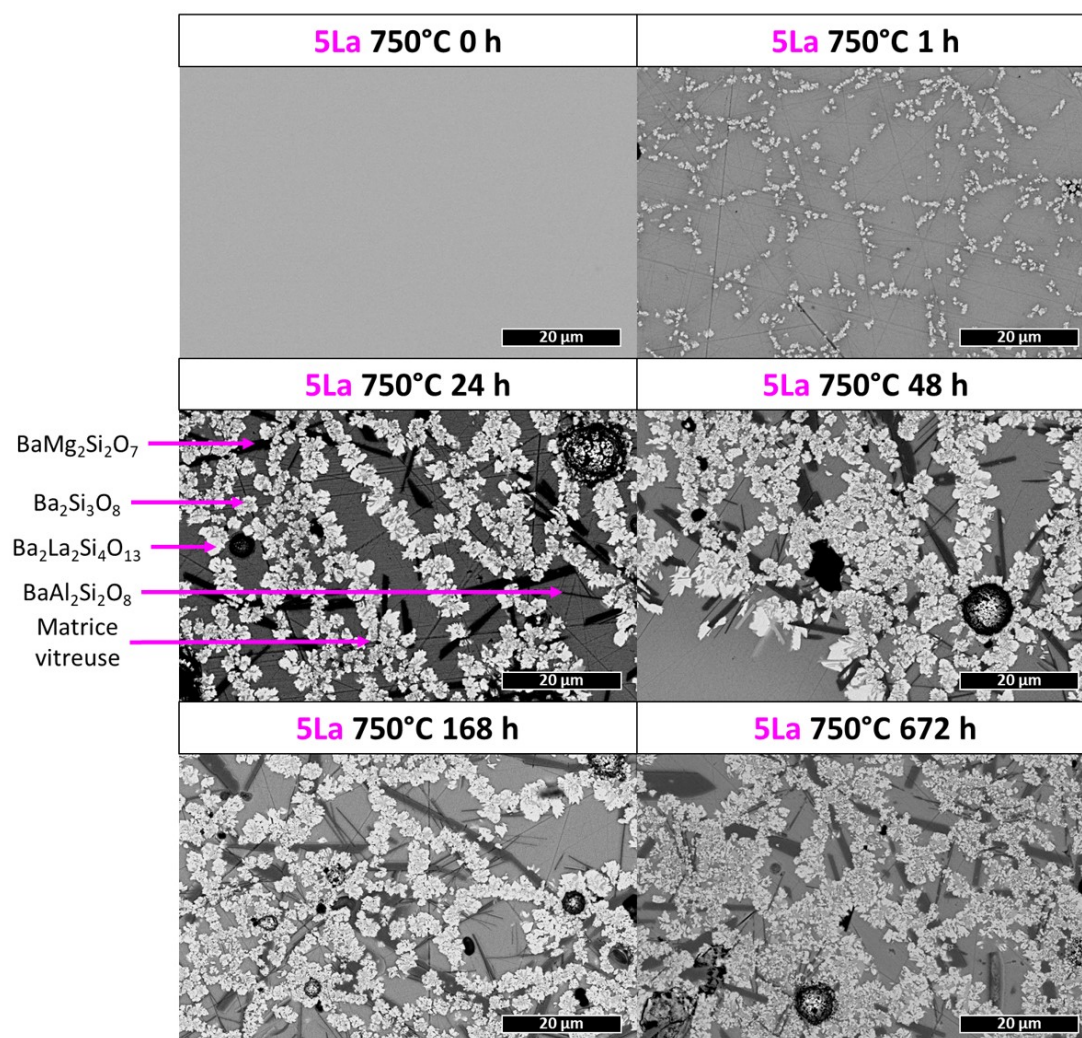 5La 750°C 0 h
5La 750°C 1 h
20 µm
20 µm
5La 750°C 24 h
5La 750°C 48 h
BaMg₂Si₂O₇
Ba₂Si₃O₈
Ba₂La₂Si₄O₁₃
BaAl₂Si₂O₈
Matrice
vitreuse
20 µm
20 µm
5La 750°C 168 h
5La 750°C 672 h
20 µm
20 µm